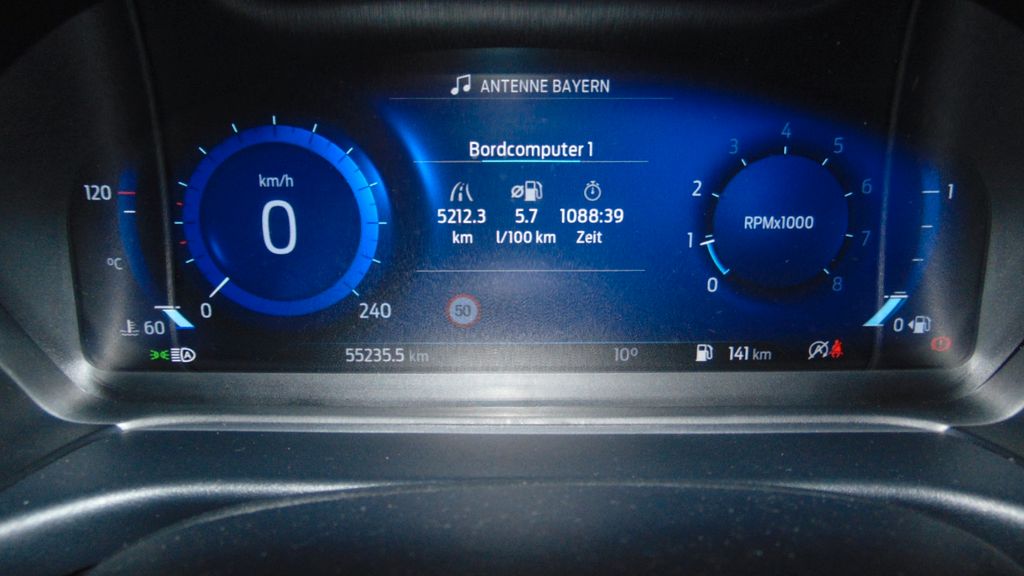 ANTENNE BAYERN
Bordcomputer 1
5212.3 5.7 1088:39
km l/100 km Zeit
km/h
0
0
240
120
°C
60
50
RPMx1000
0
1
2
3
4
5
6
7
8
1
0
55235.5 km
10°
141 km